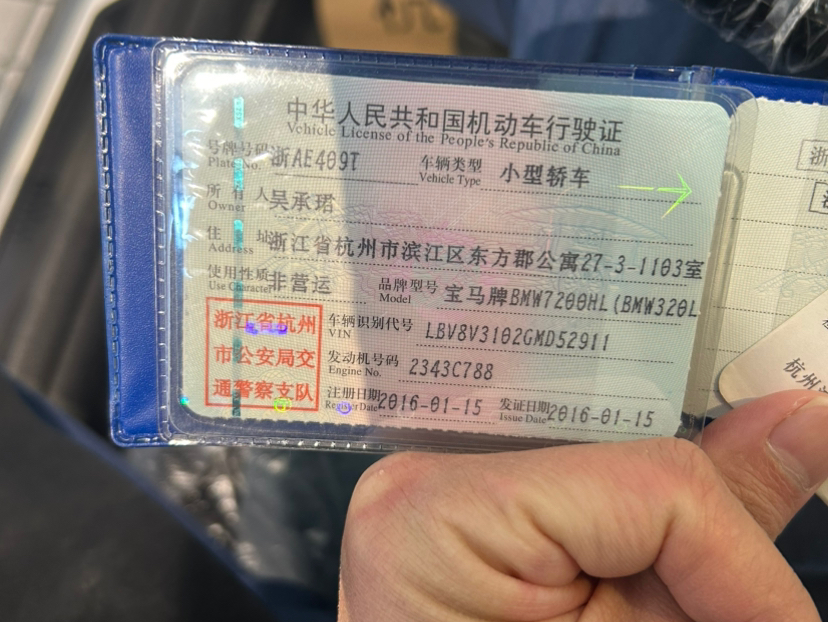 中华人民共和国机动车行驶证
Vehicle License of the People's Republic of China
号牌号码 浙AE409T 车辆类型 小型轿车
Plate No. Vehicle Type
所有人 吴承珺
Owner
住址 浙江省杭州市滨江区东方郡公寓27-3-1103室
Address
使用性质 非营运 品牌型号 宝马牌BMW7200HL(BMW320L
Use Character Model
浙江省杭州 车辆识别代号 LBV8V3102GMD52911
VIN
市公安局交 发动机号码 2343C788
Engine No.
通警察支队 注册日期 2016-01-15 发证日期 2016-01-15
Register Date Issue Date
浙
杭州